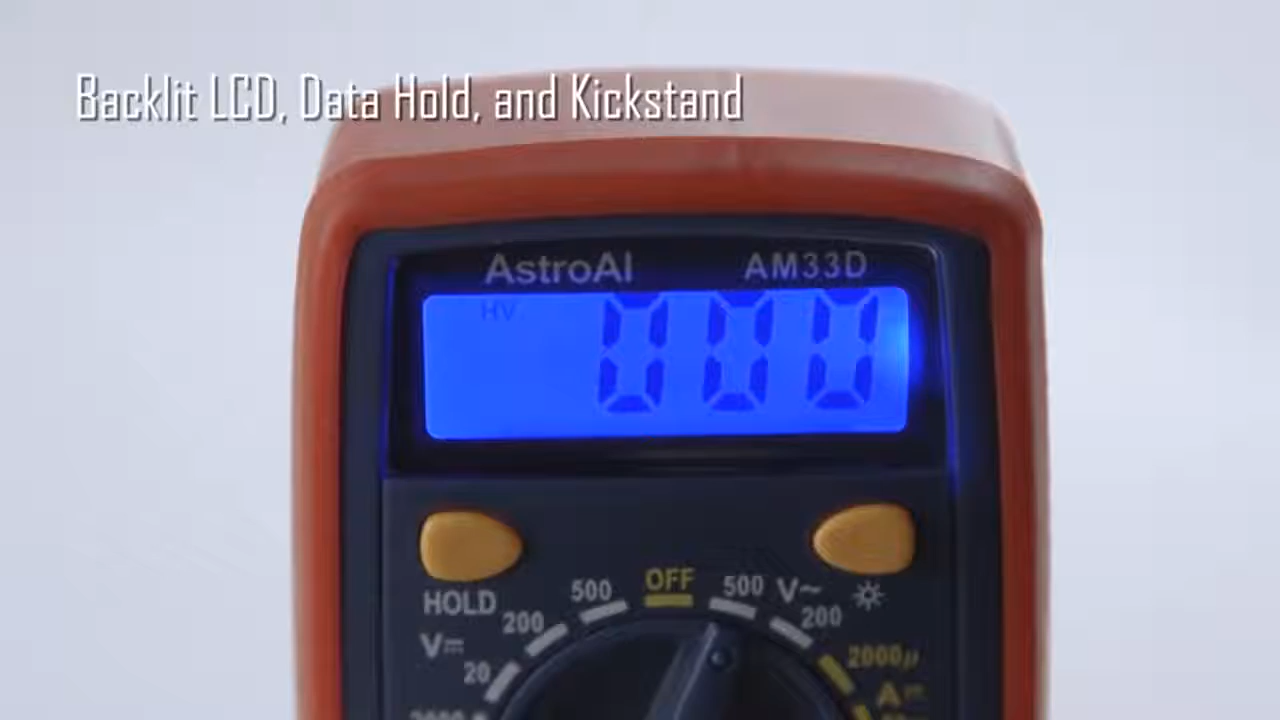 Backlit LCD, Data Hold, and Kickstand
AstroAI AM33D
HV
000
HOLD
OFF
500 500 V~
200 200
V⎓
20
2000μ
A⎓